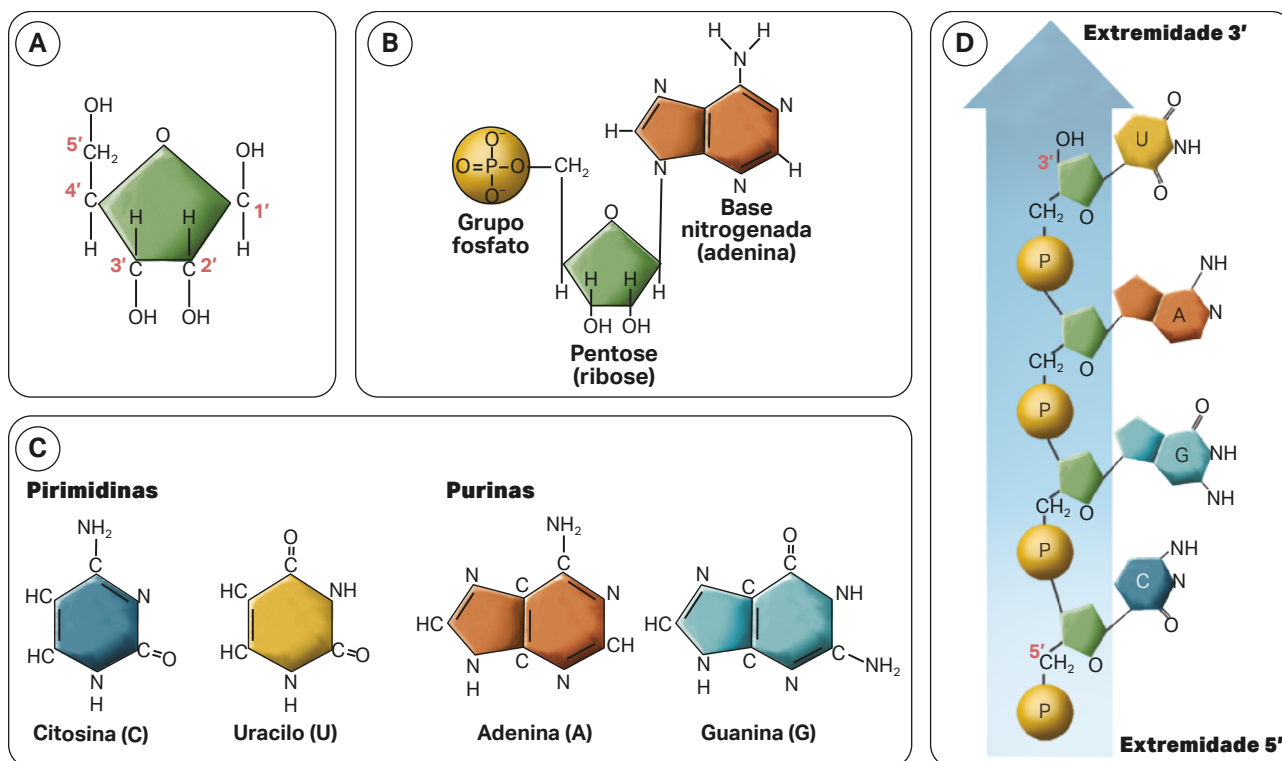 A
OH
5′
CH₂
O
OH
4′
C
H
H
C
1′
H
3′
C
C
2′
H
OH
OH
B
H
H
N
N
N
H
O⁻
O=P-O
O⁻
CH₂
N
N
H
Grupo
fosfato
O
Base
nitrogenada
(adenina)
H
H
H
H
OH
OH
Pentose
(ribose)
C
Pirimidinas
NH₂
C
HC
N
HC
C=O
N
H
Citosina (C)
O
C
HC
NH
HC
C=O
N
H
Uracilo (U)
Purinas
NH₂
N
C
C
N
HC
CH
N
C
N
H
Adenina (A)
O
N
C
C
NH
HC
N
C
N
C
NH₂
H
Guanina (G)
D
Extremidade 3′
O
OH
U
NH
3′
O
CH₂
O
P
NH
A
N
CH₂
O
P
O
G
NH
NH
CH₂
O
P
NH
C
N
O
5′
CH₂
O
P
Extremidade 5′